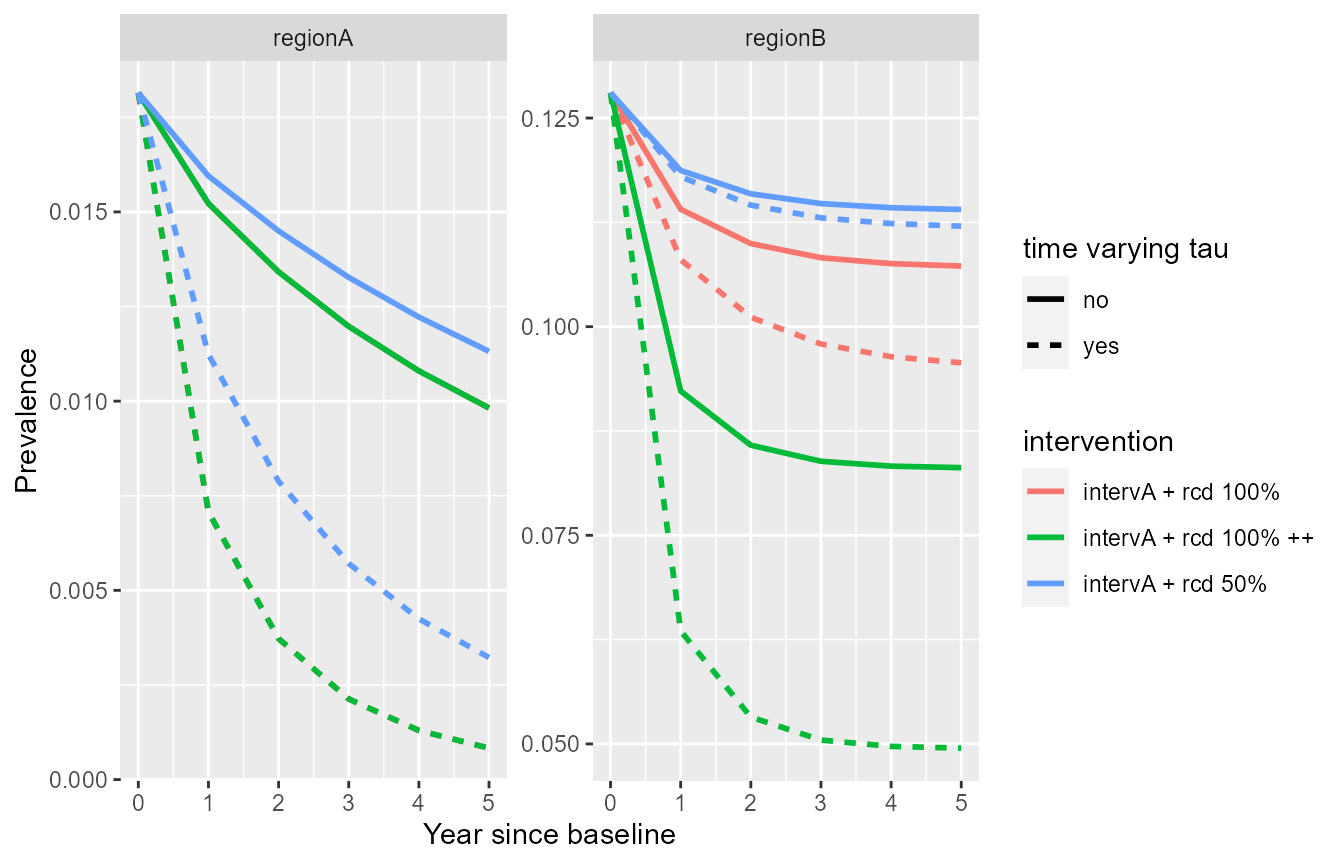 regionA
regionB
Prevalence
0.015
0.010
0.005
0.000
0.125
0.100
0.075
0.050
0 1 2 3 4 5
0 1 2 3 4 5
Year since baseline
time varying tau
no
yes
intervention
intervA + rcd 100%
intervA + rcd 100% ++
intervA + rcd 50%